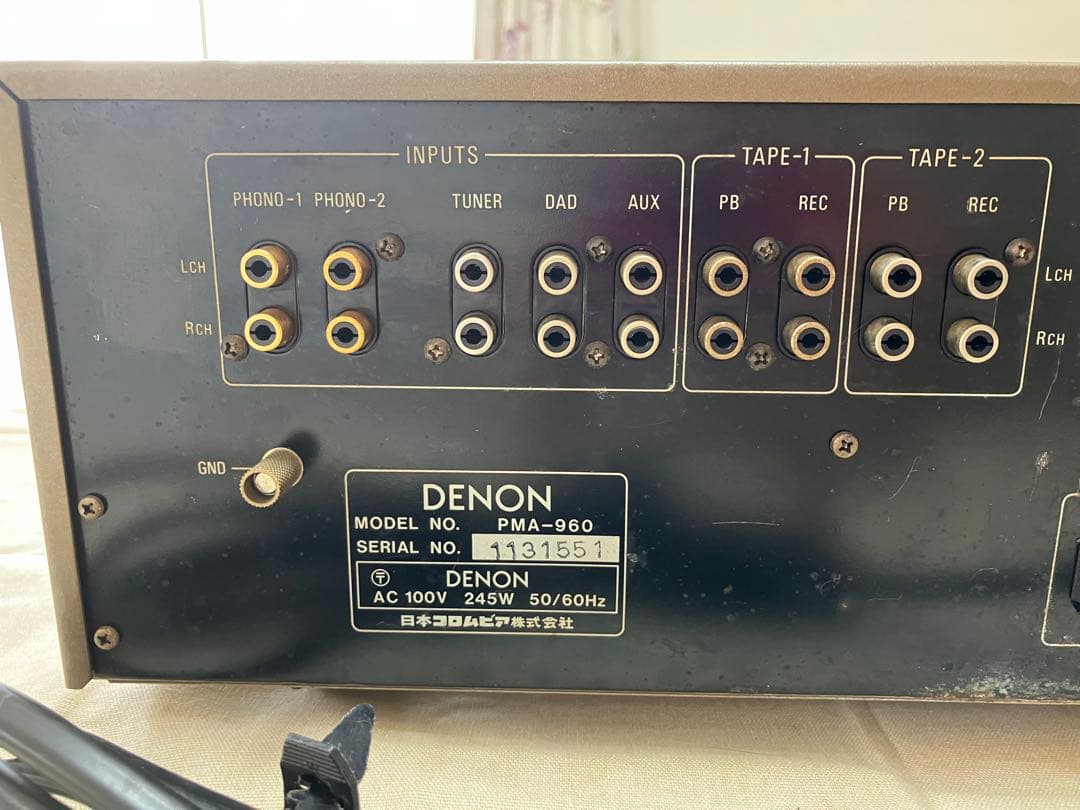 INPUTS
TAPE-1
TAPE-2
PHONO-1 PHONO-2 TUNER DAD AUX
PB REC
PB REC
LCH
LCH
RCH
RCH
GND
DENON
MODEL NO. PMA-960
SERIAL NO. 1131551
〒 DENON
AC 100V 245W 50/60Hz
日本コロムビア株式会社